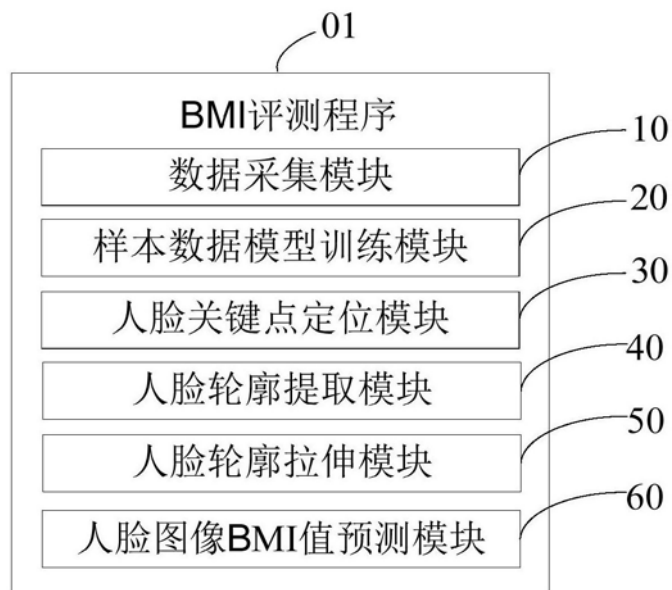 01
BMI评测程序
数据采集模块
10
样本数据模型训练模块
20
人脸关键点定位模块
30
人脸轮廓提取模块
40
人脸轮廓拉伸模块
50
人脸图像BMI值预测模块
60